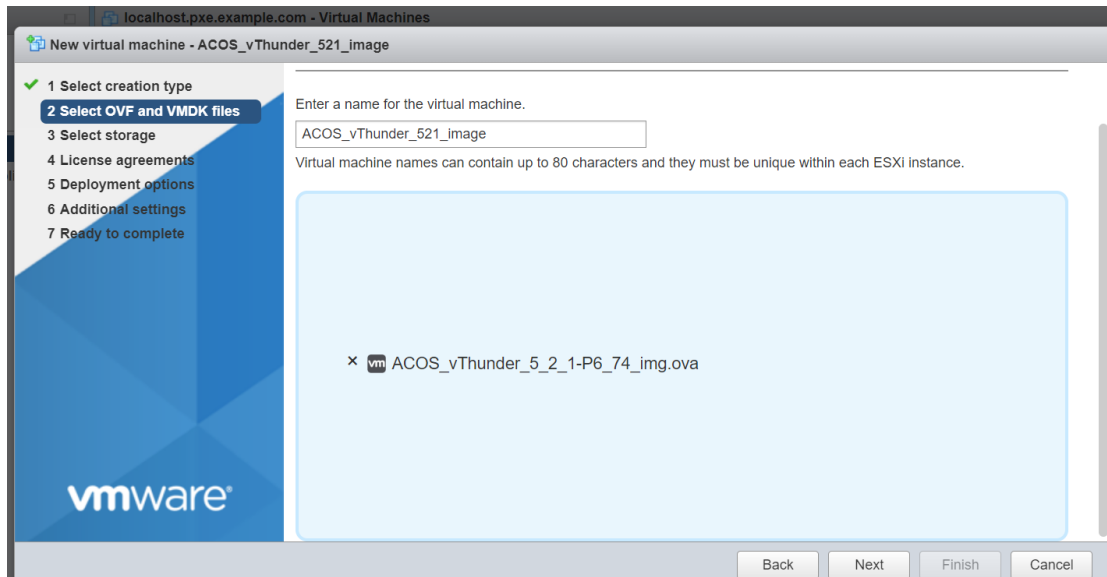 localhost.pxe.example.com - Virtual Machines
New virtual machine - ACOS_vThunder_521_image
1 Select creation type
2 Select OVF and VMDK files
3 Select storage
4 License agreements
5 Deployment options
6 Additional settings
7 Ready to complete
vmware®
Enter a name for the virtual machine.
ACOS_vThunder_521_image
Virtual machine names can contain up to 80 characters and they must be unique within each ESXi instance.
vm ACOS_vThunder_5_2_1-P6_74_img.ova
Back Next Finish Cancel